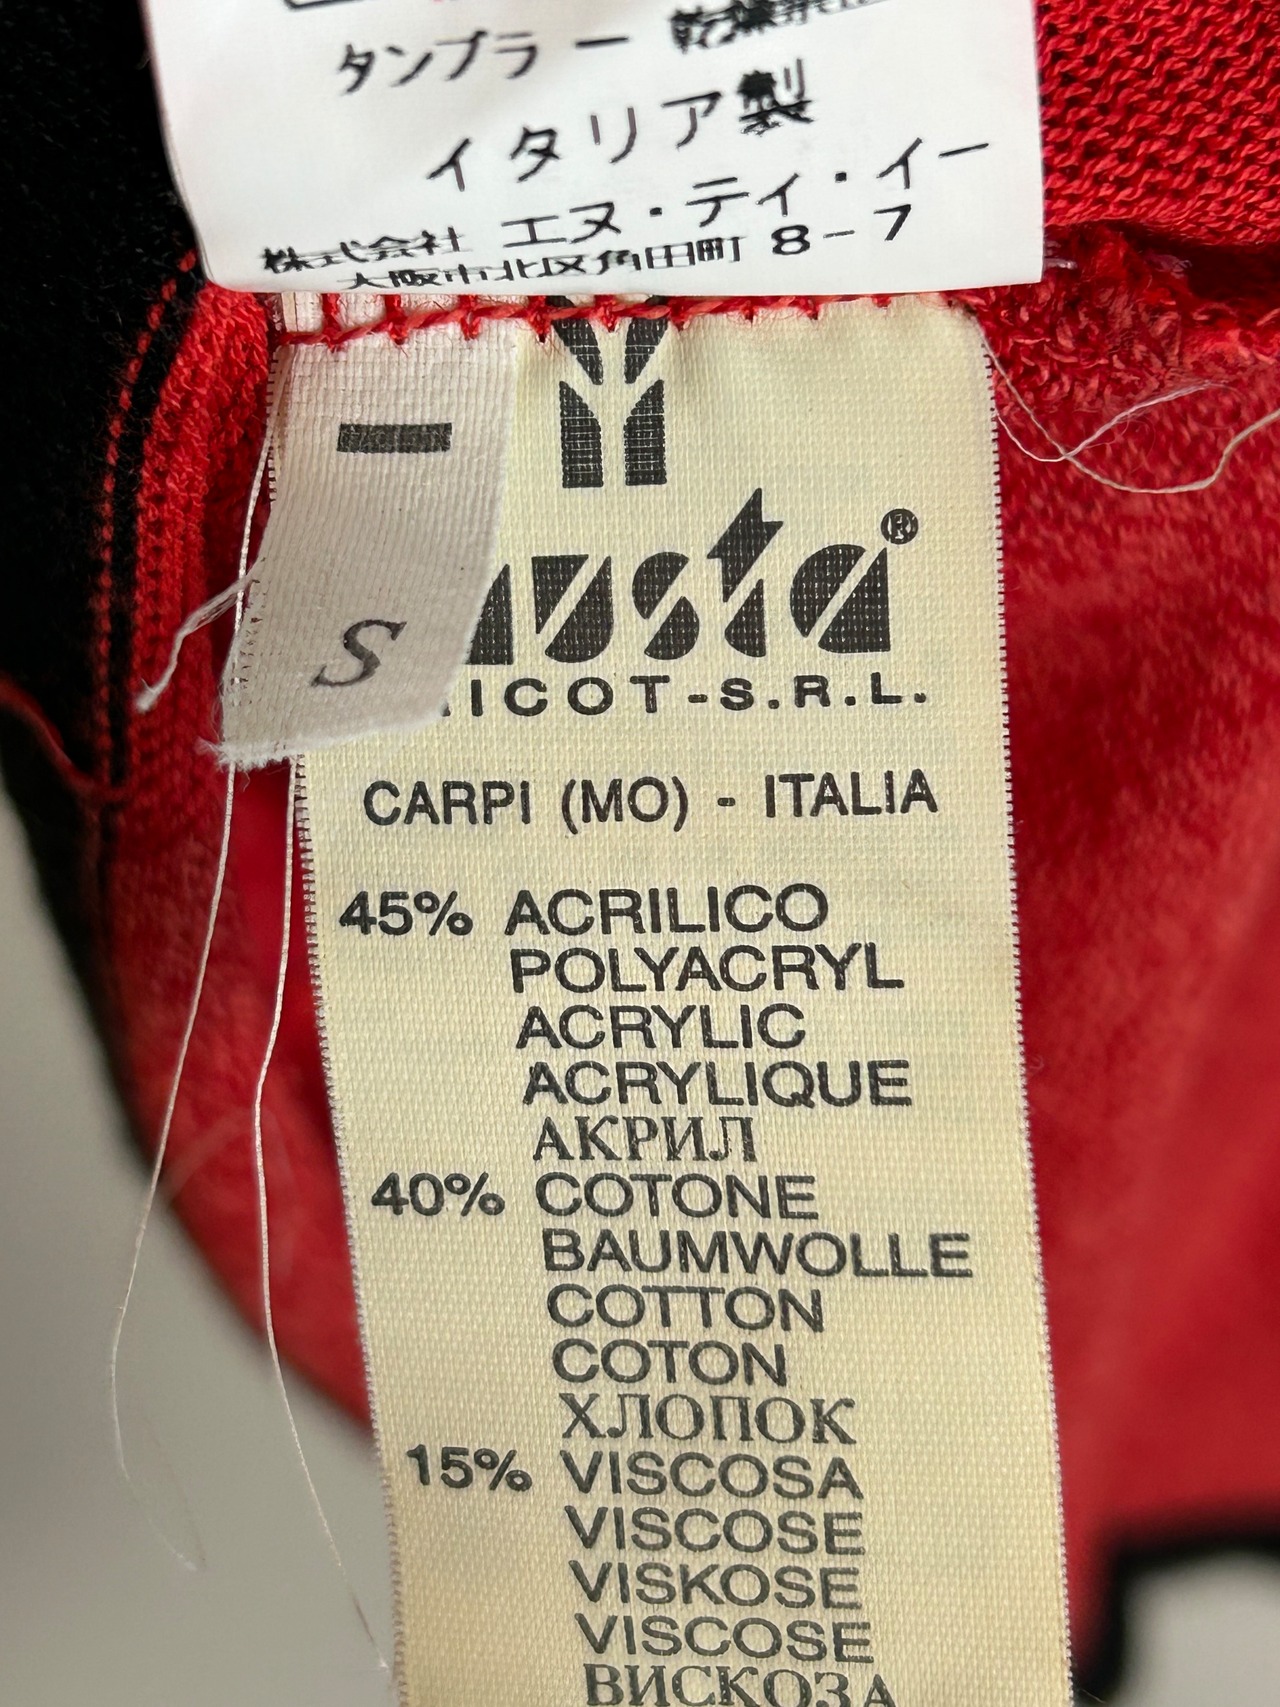 タンブラー 乾燥
イタリア製
株式会社 エヌ・ティ・イー
大阪市北区角田町 8-7
S
usta®
ICOT-S.R.L.
CARPI (MO) - ITALIA
45% ACRILICO
POLYACRYL
ACRYLIC
ACRYLIQUE
АКРИЛ
40% COTONE
BAUMWOLLE
COTTON
COTON
ХЛОПОК
15% VISCOSA
VISCOSE
VISKOSE
VISCOSE
ВИСКОЗА